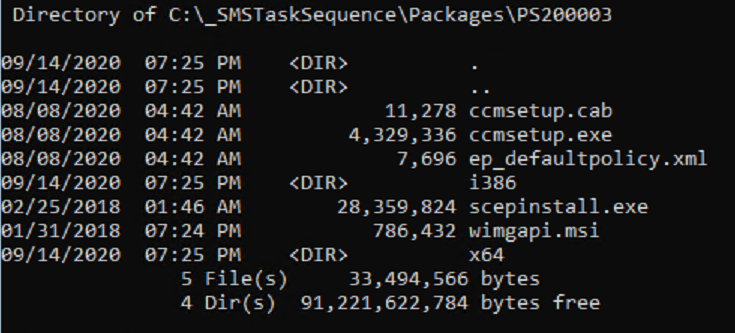 Directory of C:\_SMSTaskSequence\Packages\PS200003
09/14/2020 07:25 PM <DIR> .
09/14/2020 07:25 PM <DIR> ..
08/08/2020 04:42 AM 11,278 ccmsetup.cab
08/08/2020 04:42 AM 4,329,336 ccmsetup.exe
08/08/2020 04:42 AM 7,696 ep_defaultpolicy.xml
09/14/2020 07:25 PM <DIR> i386
02/25/2018 01:46 AM 28,359,824 scepinstall.exe
01/31/2018 07:24 PM 786,432 wimgapi.msi
09/14/2020 07:25 PM <DIR> x64
5 File(s) 33,494,566 bytes
4 Dir(s) 91,221,622,784 bytes free